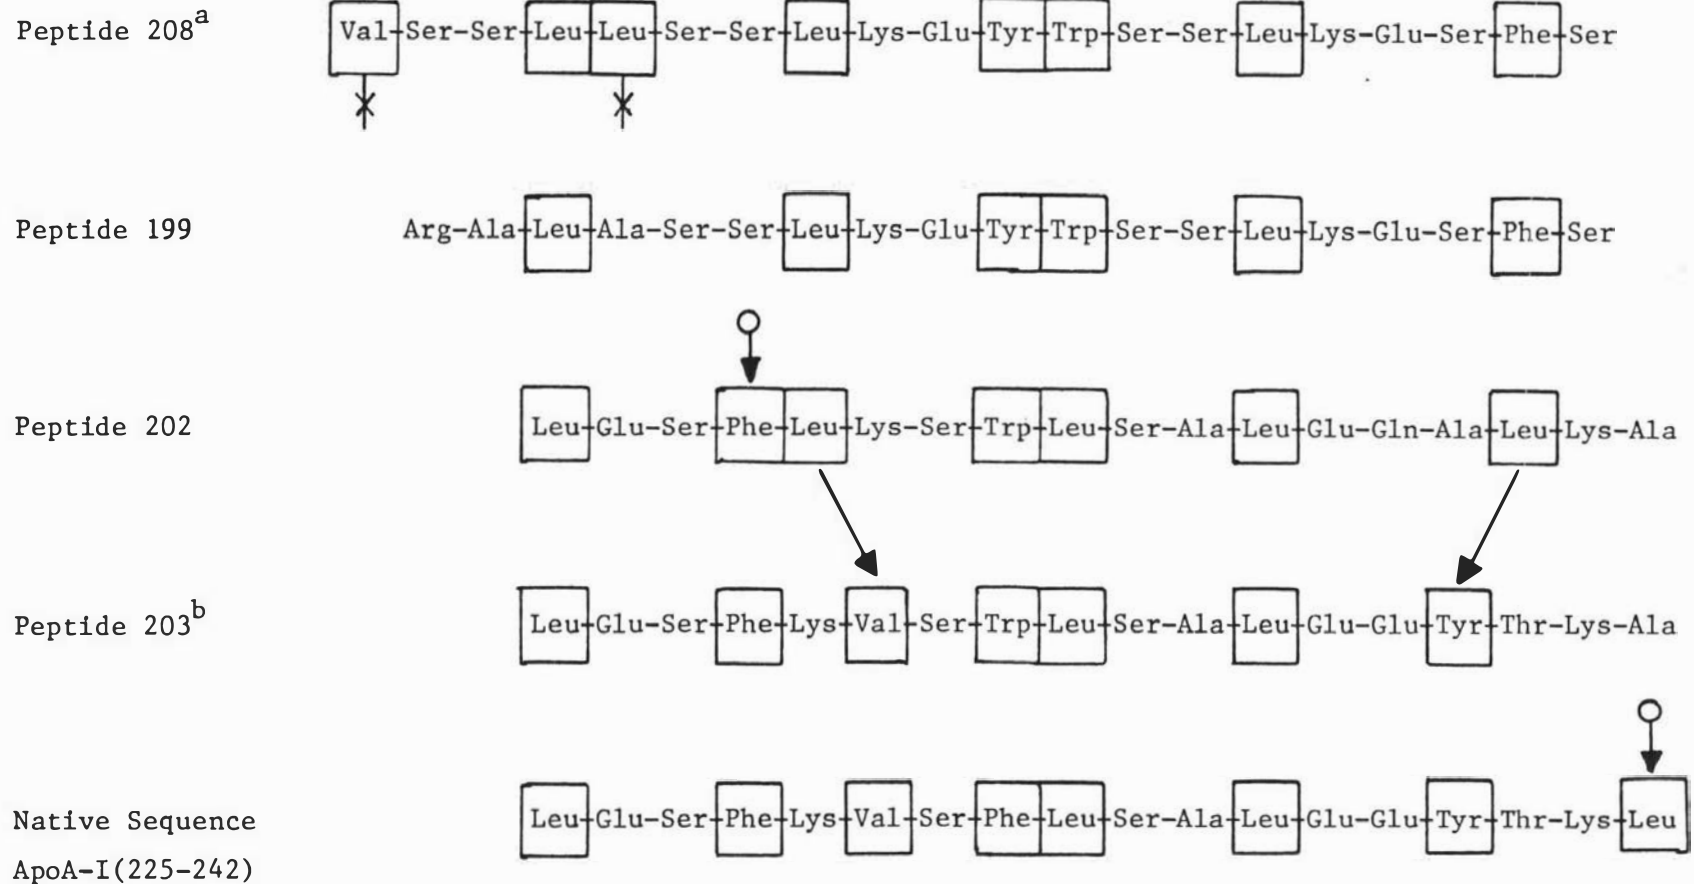 Peptide 208a Val-Ser-Ser-Leu-Leu-Ser-Ser-Leu-Lys-Glu-Tyr-Trp-Ser-Ser-Leu-Lys-Glu-Ser-Phe-Ser
Peptide 199 Arg-Ala-Leu-Ala-Ser-Ser-Leu-Lys-Glu-Tyr-Trp-Ser-Ser-Leu-Lys-Glu-Ser-Phe-Ser
Peptide 202 Leu-Glu-Ser-Phe-Leu-Lys-Ser-Trp-Leu-Ser-Ala-Leu-Glu-Gln-Ala-Leu-Lys-Ala
Peptide 203b Leu-Glu-Ser-Phe-Lys-Val-Ser-Trp-Leu-Ser-Ala-Leu-Glu-Glu-Tyr-Thr-Lys-Ala
Native Sequence Leu-Glu-Ser-Phe-Lys-Val-Ser-Phe-Leu-Ser-Ala-Leu-Glu-Glu-Tyr-Thr-Lys-Leu
ApoA-I(225-242)